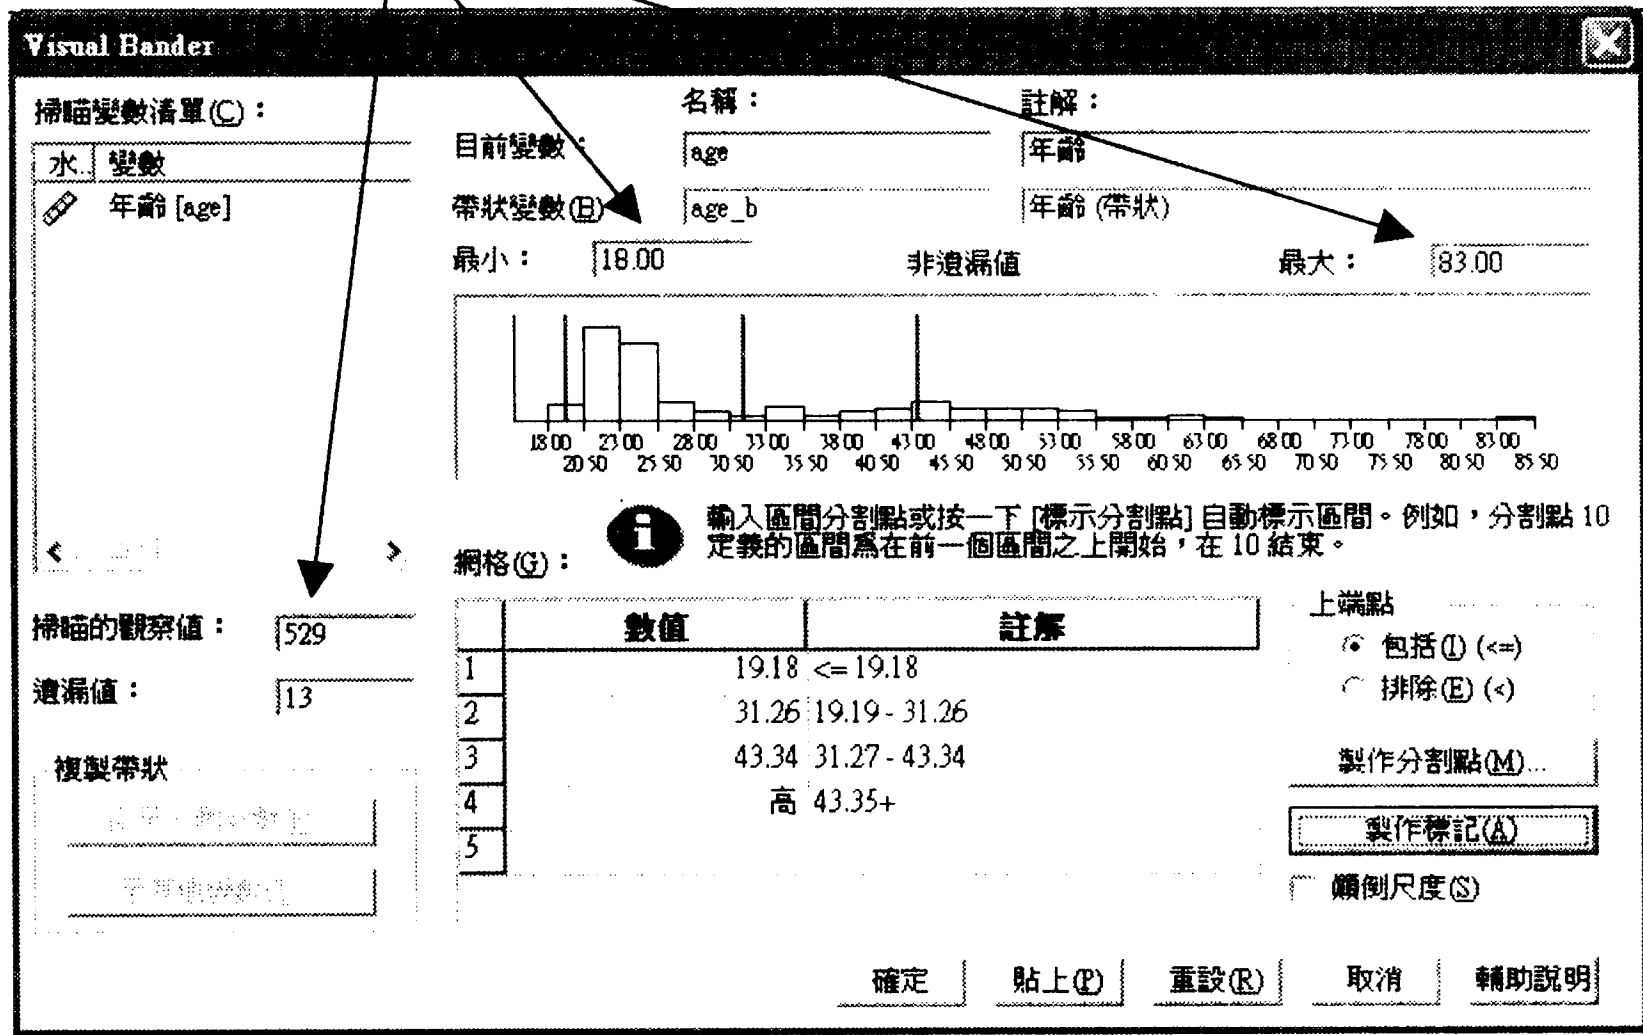 Visual Bander
掃瞄變數清單(C)：
名稱：
註解：
水.. 變數
目前變數：
age
年齡
年齡 [age]
帶狀變數(B)
age_b
年齡 (帶狀)
最小：
18.00
非遺漏值
最大：
83.00
18.00 23.00 28.00 33.00 38.00 43.00 48.00 53.00 58.00 63.00 68.00 73.00 78.00 83.00
20.50 25.50 30.50 35.50 40.50 45.50 50.50 55.50 60.50 65.50 70.50 75.50 80.50 85.50
輸入區間分割點或按一下 [標示分割點] 自動標示區間。例如，分割點 10
定義的區間為在前一個區間之上開始，在 10 結束。
網格(G)：
掃瞄的觀察值：
529
遺漏值：
13
複製帶狀
數值 註解
1 19.18 <= 19.18
2 31.26 19.19 - 31.26
3 43.34 31.27 - 43.34
4 高 43.35+
5
上端點
包括(I) (<=)
排除(E) (<)
製作分割點(M)...
製作標記(A)
顛倒尺度(S)
確定
貼上(P)
重設(R)
取消
輔助說明